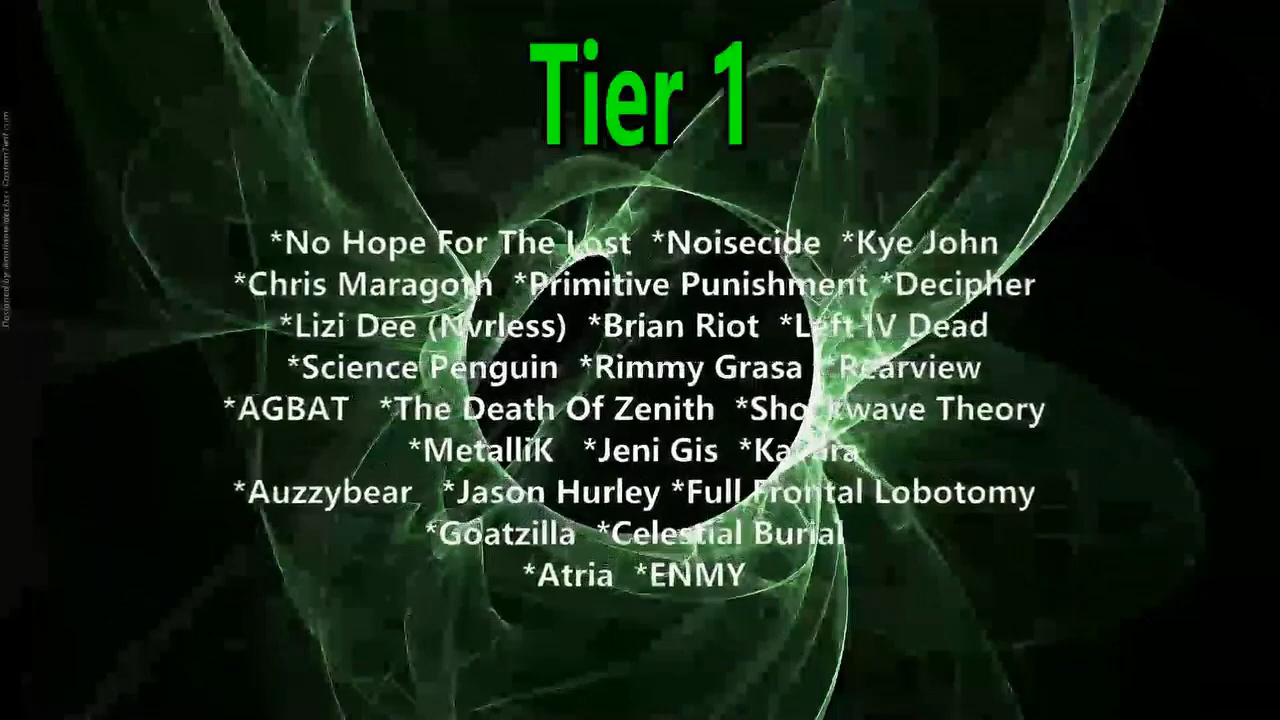 Tier 1
*No Hope For The Lost *Noisecide *Kye John
*Chris Maragoth *Primitive Punishment *Decipher
*Lizi Dee (Nvrless) *Brian Riot *Left IV Dead
*Science Penguin *Rimmy Grasa *Rearview
*AGBAT *The Death Of Zenith *Shockwave Theory
*MetalliK *Jeni Gis
*Auzzybear *Jason Hurley *Full Frontal Lobotomy
*Goatzilla *Celestial Burial
*Atria *ENMY